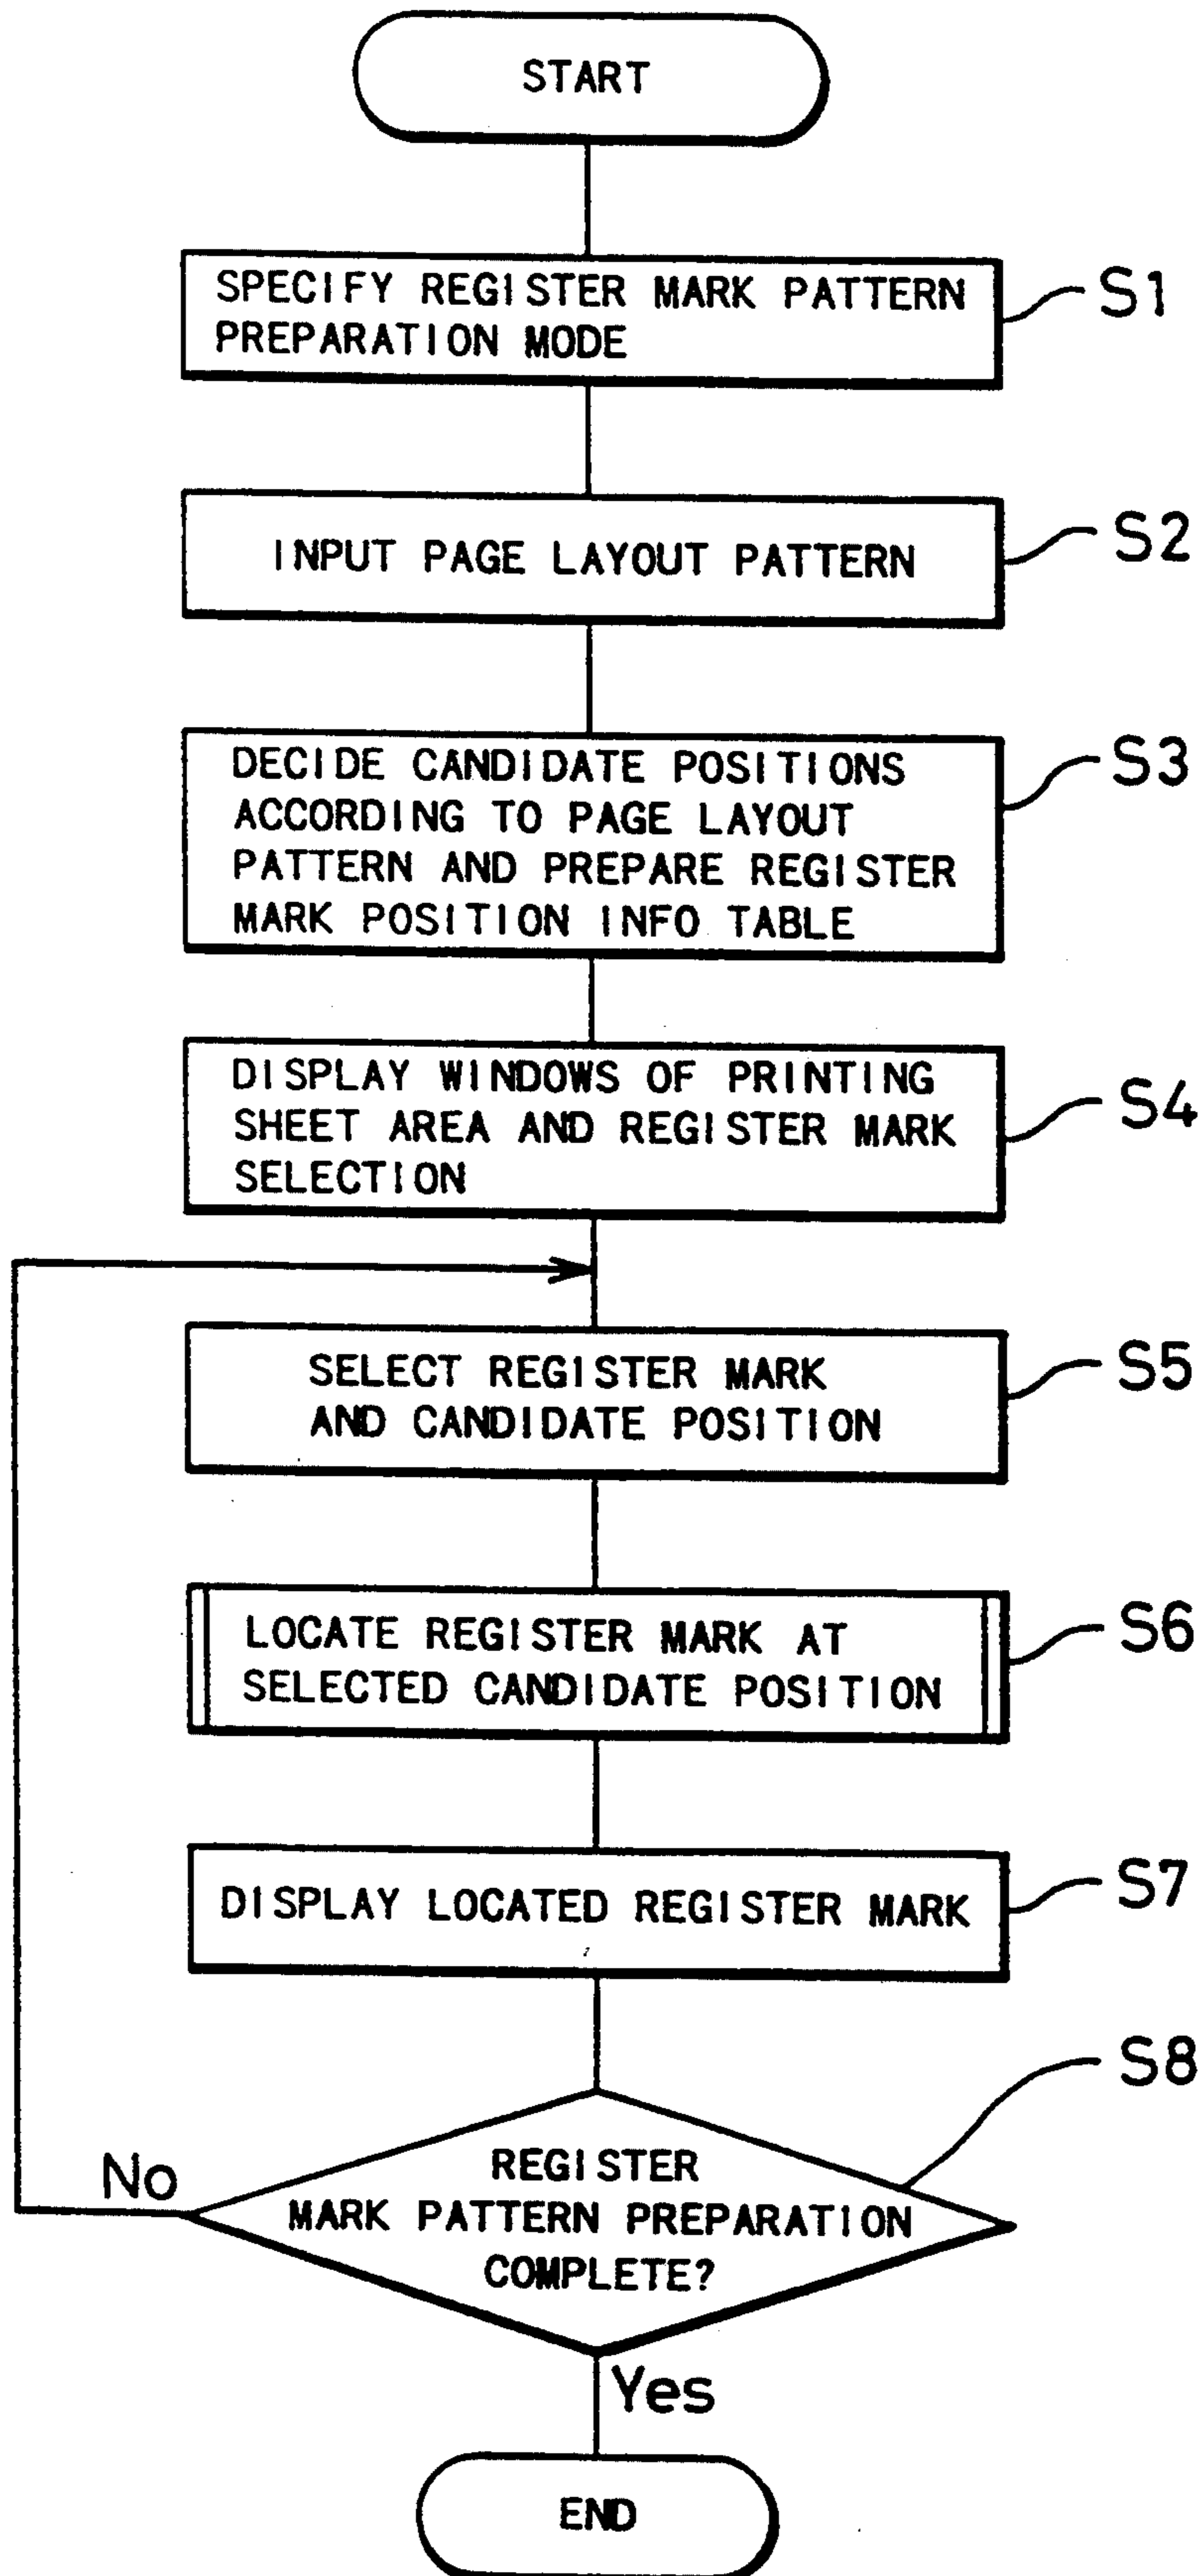 START
SPECIFY REGISTER MARK PATTERN
PREPARATION MODE
S1
INPUT PAGE LAYOUT PATTERN
S2
DECIDE CANDIDATE POSITIONS
ACCORDING TO PAGE LAYOUT
PATTERN AND PREPARE REGISTER
MARK POSITION INFO TABLE
S3
DISPLAY WINDOWS OF PRINTING
SHEET AREA AND REGISTER MARK
SELECTION
S4
SELECT REGISTER MARK
AND CANDIDATE POSITION
S5
LOCATE REGISTER MARK AT
SELECTED CANDIDATE POSITION
S6
DISPLAY LOCATED REGISTER MARK
S7
S8
No
REGISTER
MARK PATTERN PREPARATION
COMPLETE?
Yes
END